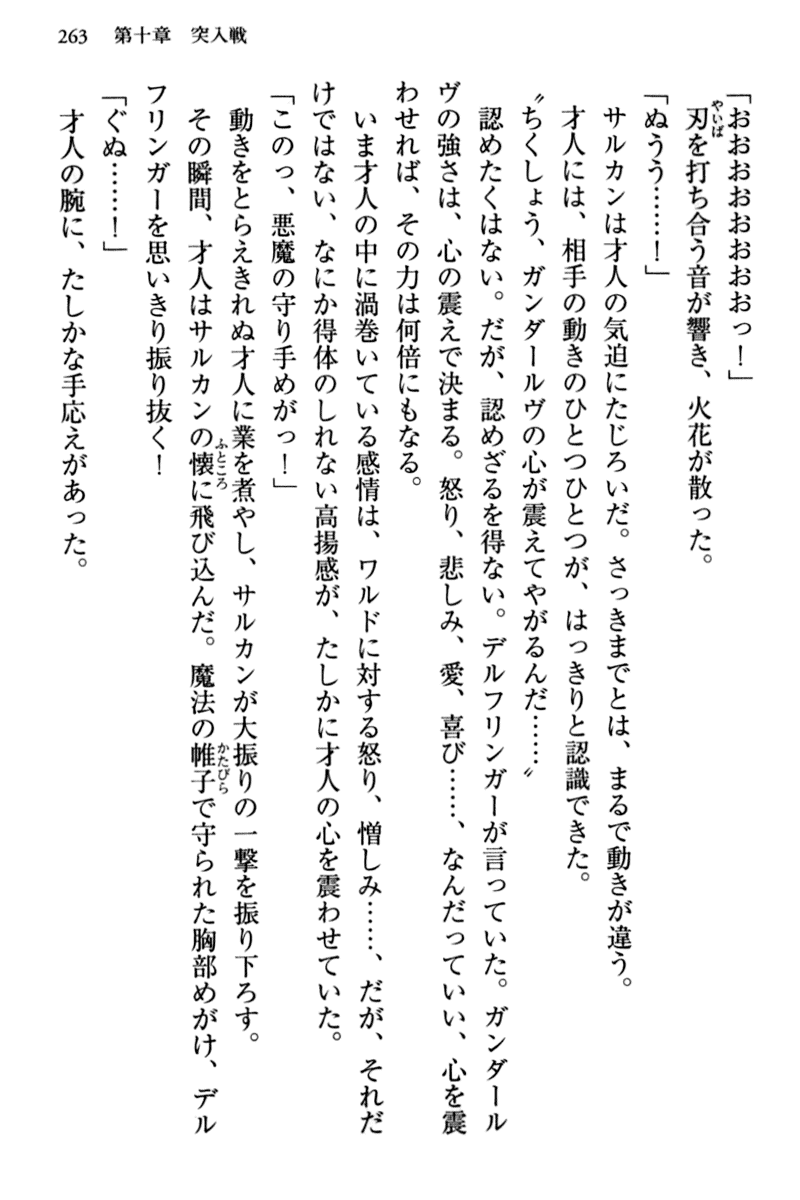 263　第十章　突入戦
「おおおおおおおおっ！」
刃を打ち合う音が響き、火花が散った。
「ぬうう……！」
サルカンは才人の気迫にたじろいだ。さっきまでとは、まるで動きが違う。
才人には、相手の動きのひとつひとつが、はっきりと認識できた。
〝ちくしょう、ガンダールヴの心が震えてやがるんだ……〟
認めたくはない。だが、認めざるを得ない。デルフリンガーが言っていた。ガンダール
ヴの強さは、心の震えで決まる。怒り、悲しみ、愛、喜び……、なんだっていい、心を震
わせれば、その力は何倍にもなる。
いま才人の中に渦巻いている感情は、ワルドに対する怒り、憎しみ……、だが、それだ
けではない、なにか得体のしれない高揚感が、たしかに才人の心を震わせていた。
「このっ、悪魔の守り手めがっ！」
動きをとらえきれぬ才人に業を煮やし、サルカンが大振りの一撃を振り下ろす。
その瞬間、才人はサルカンの懐に飛び込んだ。魔法の帷子で守られた胸部めがけ、デル
フリンガーを思いきり振り抜く！
「ぐぬ……！」
才人の腕に、たしかな手応えがあった。